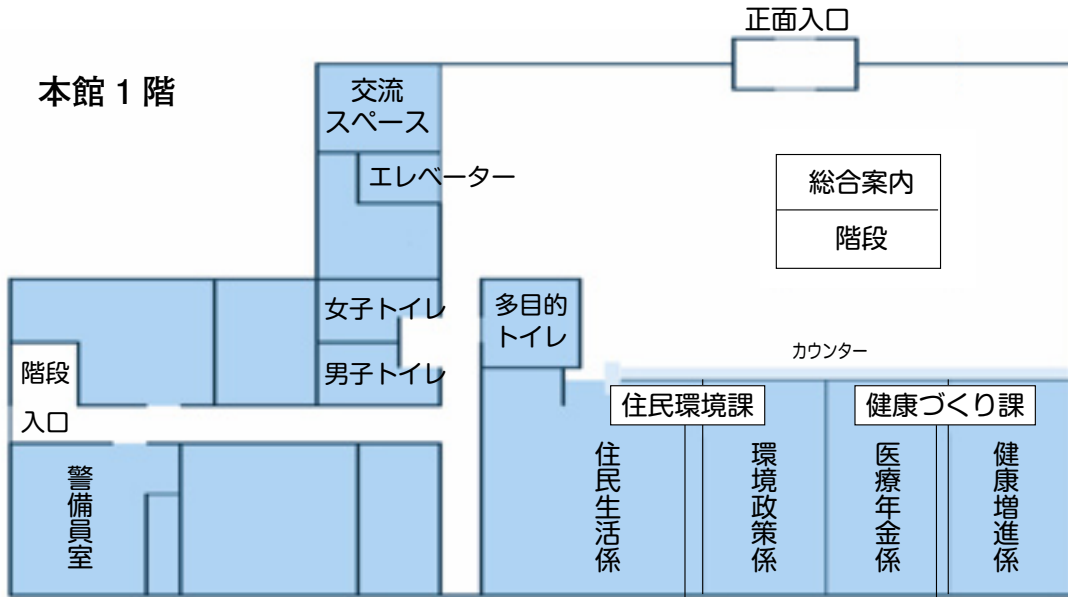 正面入口
本館1階
交流
スペース
エレベーター
総合案内
階段
女子トイレ
多目的
トイレ
男子トイレ
カウンター
階段
入口
住民環境課
健康づくり課
警備員室
住民生活係
環境政策係
医療年金係
健康増進係